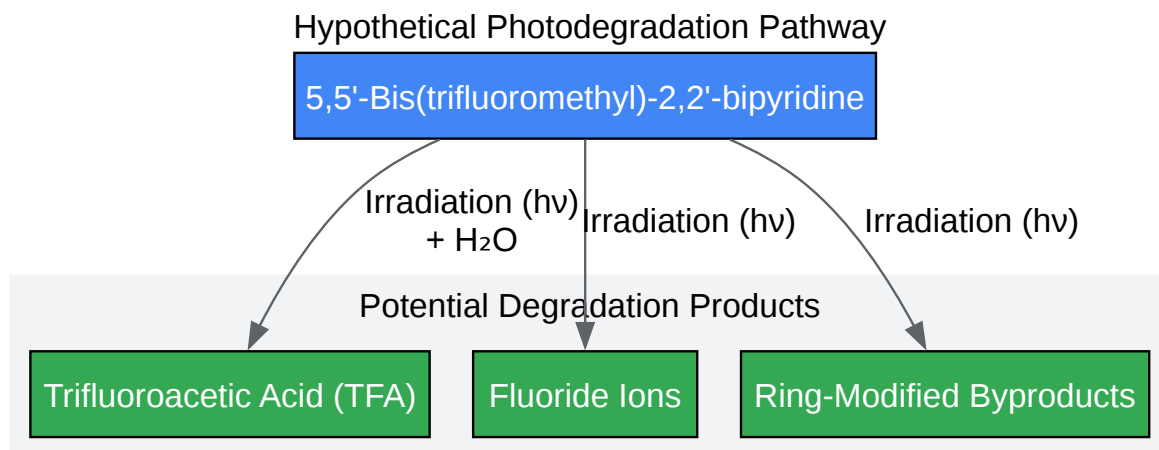 Hypothetical Photodegradation Pathway
5,5'-Bis(trifluoromethyl)-2,2'-bipyridine
Irradiation (hν)
+ H₂O
Irradiation (hν)
Irradiation (hν)
Potential Degradation Products
Trifluoroacetic Acid (TFA)
Fluoride Ions
Ring-Modified Byproducts